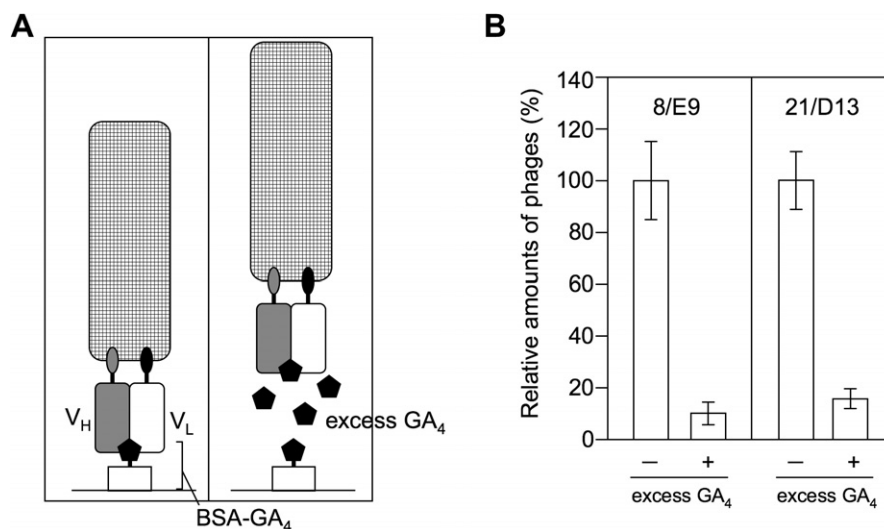 A
V_H
V_L
excess GA_4
BSA-GA_4
B
Relative amounts of phages (%)
140
120
100
80
60
40
20
0
8/E9
21/D13
– + – +
excess GA_4 excess GA_4